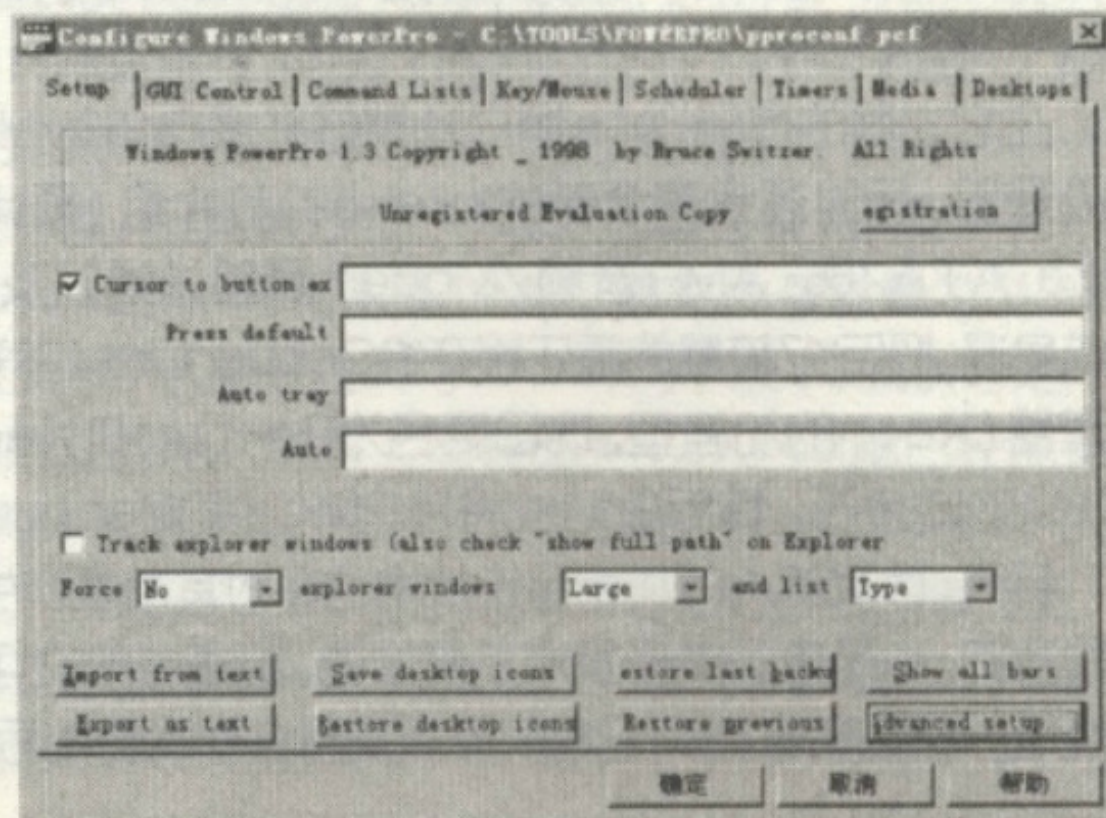 Configure Windows PowerPro - C:\TOOLS\POWERPRO\pproconf pcf
Setup GUI Control Command Lists Key/Mouse Scheduler Timers Media Desktops
Windows PowerPro 1.3 Copyright _ 1998 by Bruce Switzer. All Rights
Unregistered Evaluation Copy egistration
Cursor to button ex
Press default
Auto tray
Auto
Track explorer windows (also check "show full path" on Explorer
Force No explorer windows Large and list Type
Import from text Save desktop icons estore last backu Show all bars
Export as text Restore desktop icons Restore previous Advanced setup
确定 取消 帮助